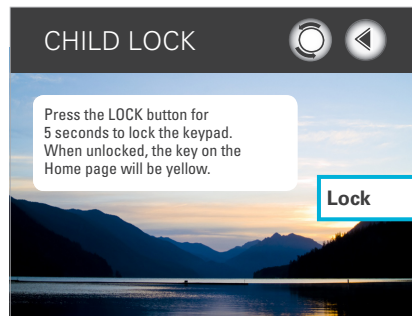 CHILD LOCK
Press the LOCK button for
5 seconds to lock the keypad.
When unlocked, the key on the
Home page will be yellow.
Lock